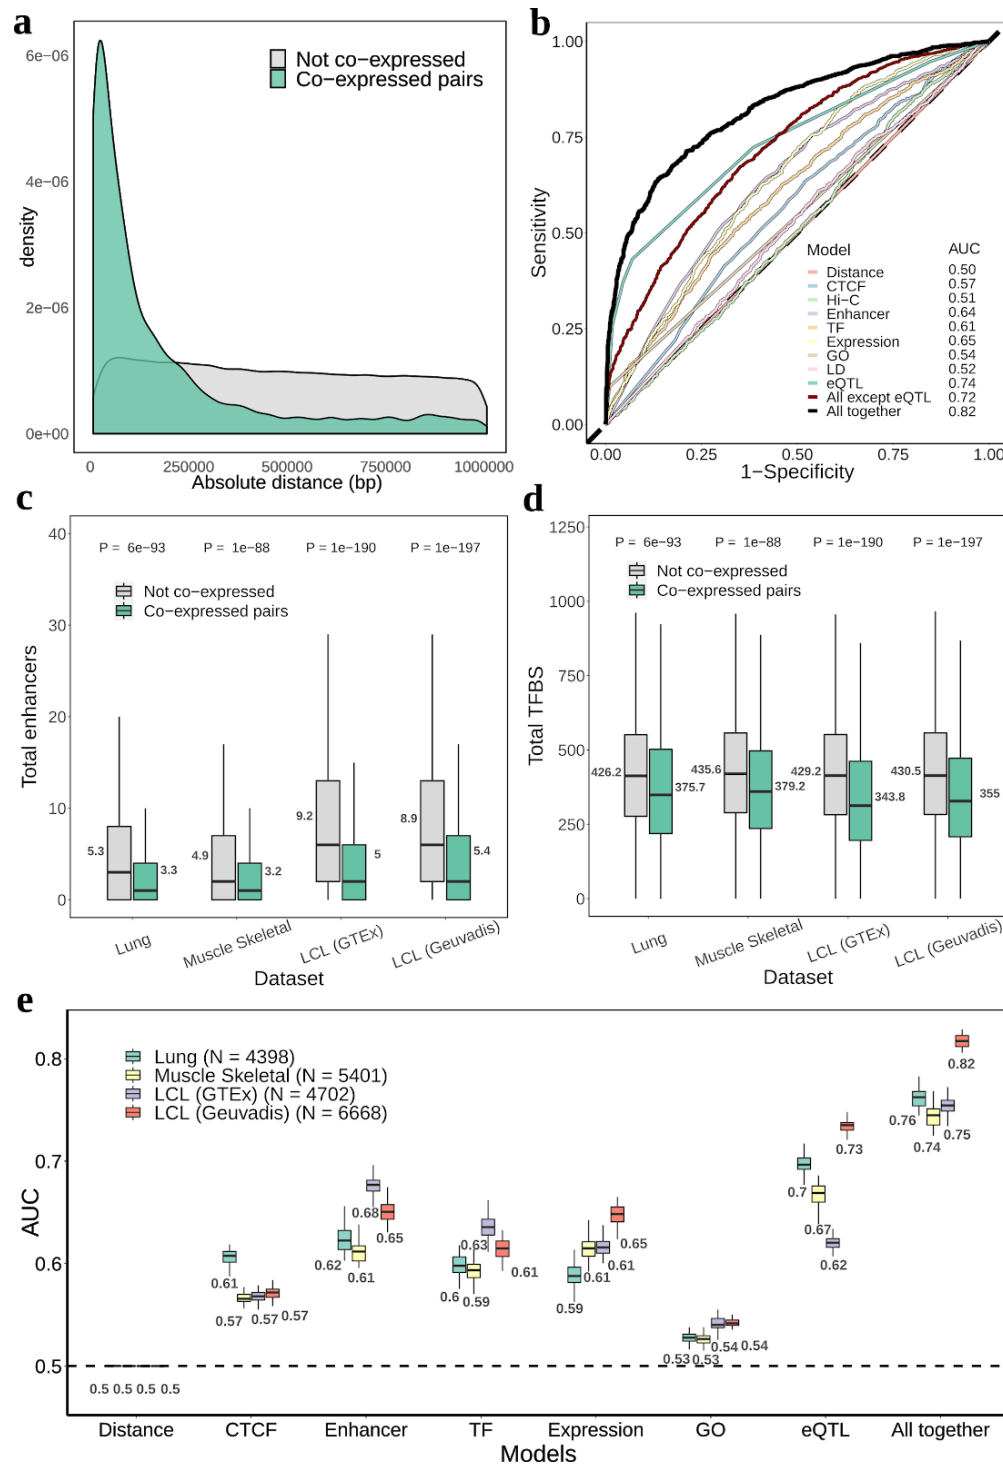 a
6e−06
4e−06
2e−06
0e+00
density
Not co−expressed
Co−expressed pairs
0
250000
500000
750000
1000000
Absolute distance (bp)
b
1.00
0.75
0.50
0.25
0.00
Sensitivity
Model AUC
Distance 0.50
CTCF 0.57
Hi−C 0.51
Enhancer 0.64
TF 0.61
Expression 0.65
GO 0.54
LD 0.52
eQTL 0.74
All except eQTL 0.72
All together 0.82
0.00 0.25 0.50 0.75 1.00
1−Specificity
c
40
30
20
10
0
Total enhancers
P = 6e−93 P = 1e−88 P = 1e−190 P = 1e−197
Not co−expressed
Co−expressed pairs
5.3
3.3
4.9
3.2
9.2
5
8.9
5.4
Lung
Muscle Skeletal
LCL (GTEx)
LCL (Geuvadis)
Dataset
d
1250
1000
750
500
250
0
Total TFBS
P = 6e−93 P = 1e−88 P = 1e−190 P = 1e−197
Not co−expressed
Co−expressed pairs
426.2
375.7
435.6
379.2
429.2
343.8
430.5
355
Lung
Muscle Skeletal
LCL (GTEx)
LCL (Geuvadis)
Dataset
e
0.8
0.7
0.6
0.5
AUC
Lung (N = 4398)
Muscle Skeletal (N = 5401)
LCL (GTEx) (N = 4702)
LCL (Geuvadis) (N = 6668)
0.5 0.5 0.5 0.5
0.61
0.57 0.57 0.57
0.62
0.61
0.68
0.65
0.6
0.59
0.63
0.61
0.59
0.61
0.61
0.65
0.53 0.53
0.54 0.54
0.7
0.67
0.62
0.73
0.76
0.74
0.75
0.82
Distance CTCF Enhancer TF Expression GO eQTL All together
Models